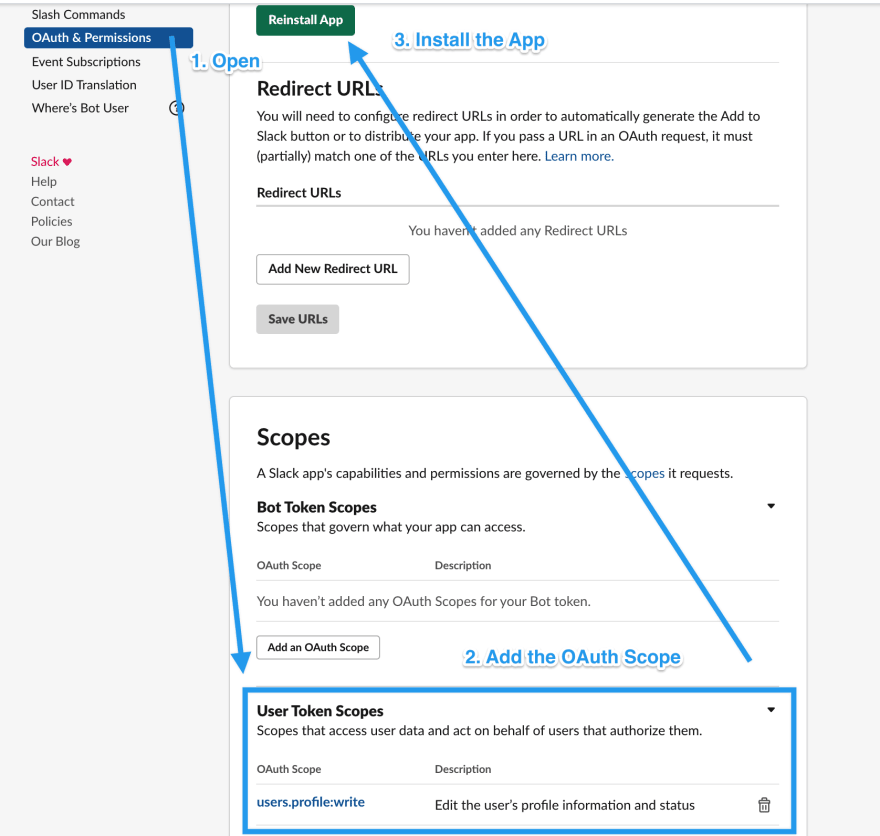 Slash Commands
OAuth & Permissions
Event Subscriptions
User ID Translation
Where's Bot User
?
Slack ♥
Help
Contact
Policies
Our Blog
1. Open
Reinstall App
3. Install the App
Redirect URLs
You will need to configure redirect URLs in order to automatically generate the Add to
Slack button or to distribute your app. If you pass a URL in an OAuth request, it must
(partially) match one of the URLs you enter here. Learn more.
Redirect URLs
You haven't added any Redirect URLs
Add New Redirect URL
Save URLs
Scopes
A Slack app's capabilities and permissions are governed by the scopes it requests.
Bot Token Scopes
Scopes that govern what your app can access.
OAuth Scope Description
You haven't added any OAuth Scopes for your Bot token.
Add an OAuth Scope
2. Add the OAuth Scope
User Token Scopes
Scopes that access user data and act on behalf of users that authorize them.
OAuth Scope Description
users.profile:write Edit the user's profile information and status